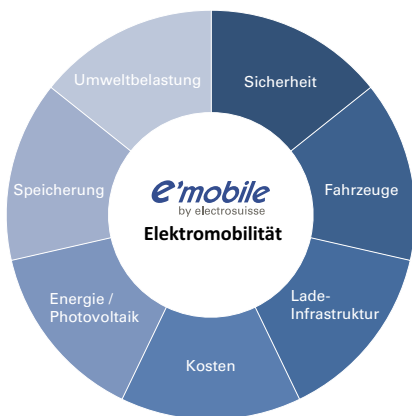 Umweltbelastung
Sicherheit
Speicherung
e'mobile
by electrosuisse
Elektromobilität
Fahrzeuge
Energie /
Photovoltaik
Lade-
Infrastruktur
Kosten